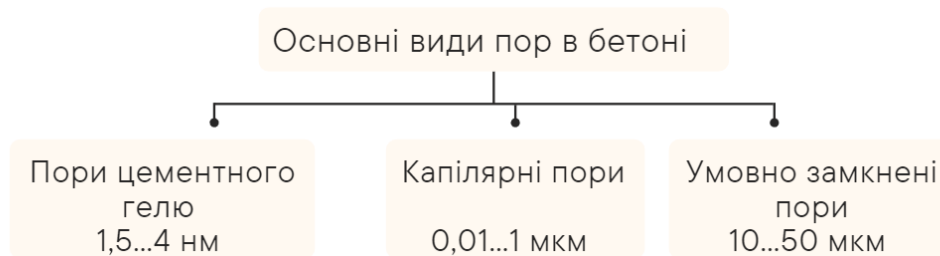 Основні види пор в бетоні
Пори цементного
гелю
1,5...4 нм
Капілярні пори
0,01...1 мкм
Умовно замкнені
пори
10...50 мкм